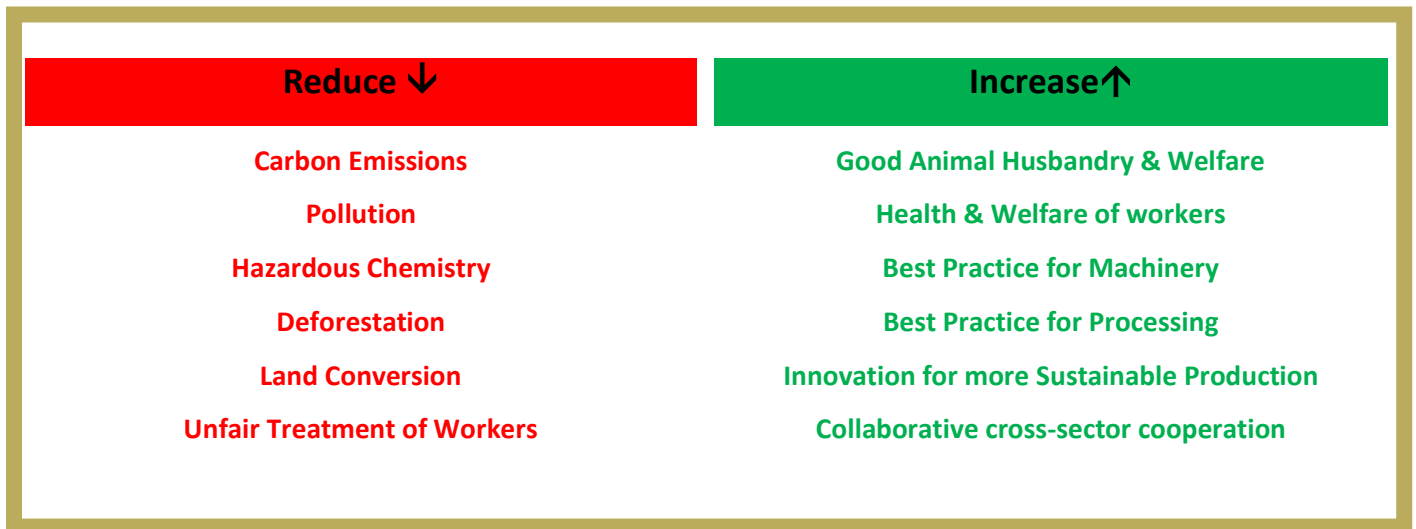 Reduce ↓
Carbon Emissions
Pollution
Hazardous Chemistry
Deforestation
Land Conversion
Unfair Treatment of Workers
Increase↑
Good Animal Husbandry & Welfare
Health & Welfare of workers
Best Practice for Machinery
Best Practice for Processing
Innovation for more Sustainable Production
Collaborative cross-sector cooperation